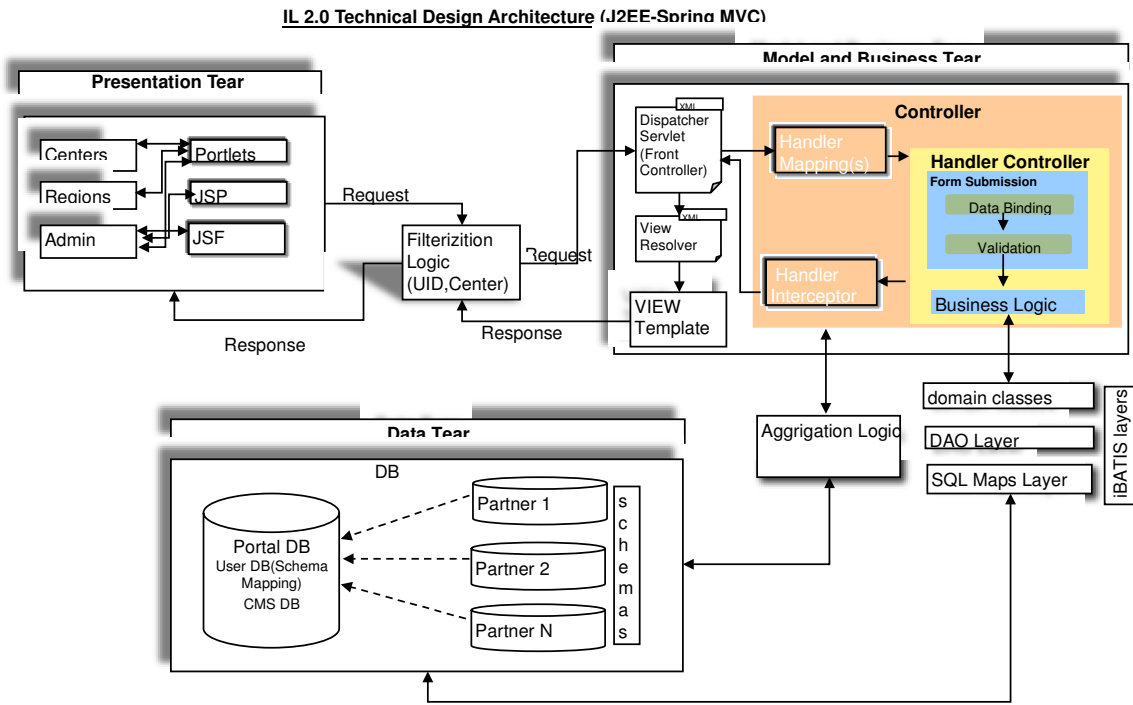 IL 2.0 Technical Design Architecture (J2EE-Spring MVC)
Presentation Tear
Centers
Regions
Admin
Portlets
JSP
JSF
Request
Response
Filterizition
Logic
(UID,Center)
Request
Response
Model and Business Tear
XML
Dispatcher
Servlet
(Front
Controller)
XML
View
Resolver
VIEW
Template
Controller
Handler
Mapping(s)
Handler
Interceptor
Handler Controller
Form Submission
Data Binding
Validation
Business Logic
domain classes
DAO Layer
SQL Maps Layer
iBATIS layers
Aggrigation Logic
Data Tear
DB
Portal DB
User DB(Schema
Mapping)
CMS DB
Partner 1
Partner 2
Partner N
schemas